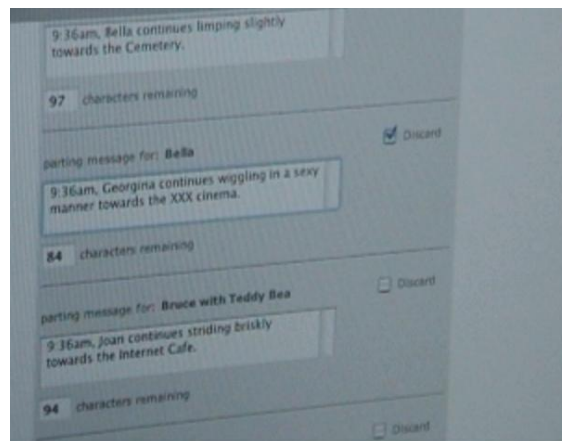 9:36am, Bella continues limping slightly
towards the Cemetery.
97 characters remaining
parting message for: Bella
Discard
9:36am, Georgina continues wiggling in a sexy
manner towards the XXX cinema.
84 characters remaining
parting message for: Bruce with Teddy Bea
Discard
9:36am, Joan continues striding briskly
towards the Internet Cafe.
94 characters remaining
Discard